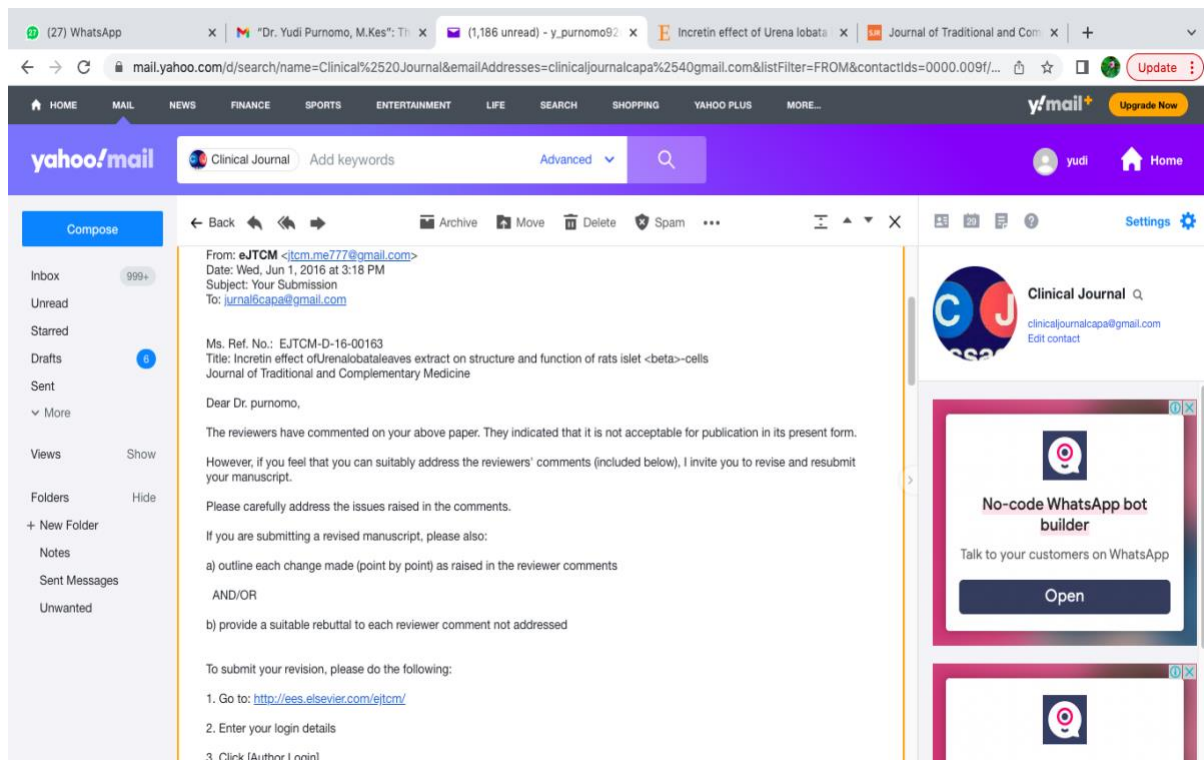 (27) WhatsApp
"Dr. Yudi Purnomo, M.Kes": Th
(1,186 unread) - y_purnomo92
Incretin effect of Urena lobata
Journal of Traditional and Com
mail.yahoo.com/d/search/name=Clinical%2520Journal&emailAddresses=clinicaljournalcapa%2540gmail.com&listFilter=FROM&contactIds=0000.009f/...
Update
HOME MAIL NEWS FINANCE SPORTS ENTERTAINMENT LIFE SEARCH SHOPPING YAHOO PLUS MORE...
y!mail+
Upgrade Now
yahoo!mail
Clinical Journal Add keywords Advanced
yudi
Home
Compose
Back Archive Move Delete Spam
Settings
Inbox 999+
Unread
Starred
Drafts 6
Sent
More
Views Show
Folders Hide
+ New Folder
Notes
Sent Messages
Unwanted
From: eJTCM <jtcm.me777@gmail.com>
Date: Wed, Jun 1, 2016 at 3:18 PM
Subject: Your Submission
To: jurnal6capa@gmail.com
Ms. Ref. No.: EJTCM-D-16-00163
Title: Incretin effect ofUrenalobataleaves extract on structure and function of rats islet <beta>-cells
Journal of Traditional and Complementary Medicine
Dear Dr. purnomo,
The reviewers have commented on your above paper. They indicated that it is not acceptable for publication in its present form.
However, if you feel that you can suitably address the reviewers' comments (included below), I invite you to revise and resubmit
your manuscript.
Please carefully address the issues raised in the comments.
If you are submitting a revised manuscript, please also:
a) outline each change made (point by point) as raised in the reviewer comments
AND/OR
b) provide a suitable rebuttal to each reviewer comment not addressed
To submit your revision, please do the following:
1. Go to: http://ees.elsevier.com/ejtcm/
2. Enter your login details
3. Click [Author Login]
CJ
Clinical Journal
clinicaljournalcapa@gmail.com
Edit contact
No-code WhatsApp bot
builder
Talk to your customers on WhatsApp
Open